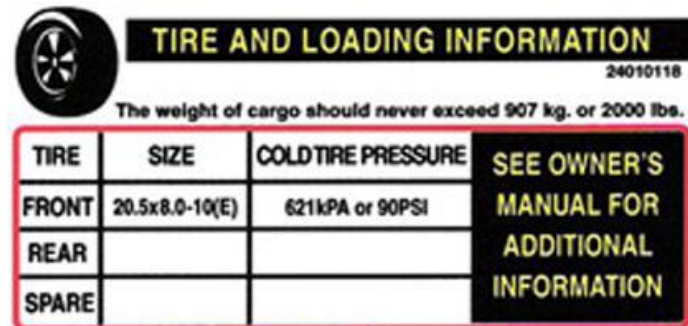 TIRE AND LOADING INFORMATION
24010118
The weight of cargo should never exceed 907 kg. or 2000 lbs.
TIRE SIZE COLD TIRE PRESSURE SEE OWNER'S MANUAL FOR ADDITIONAL INFORMATION
FRONT 20.5x8.0-10(E) 621kPA or 90PSI
REAR
SPARE